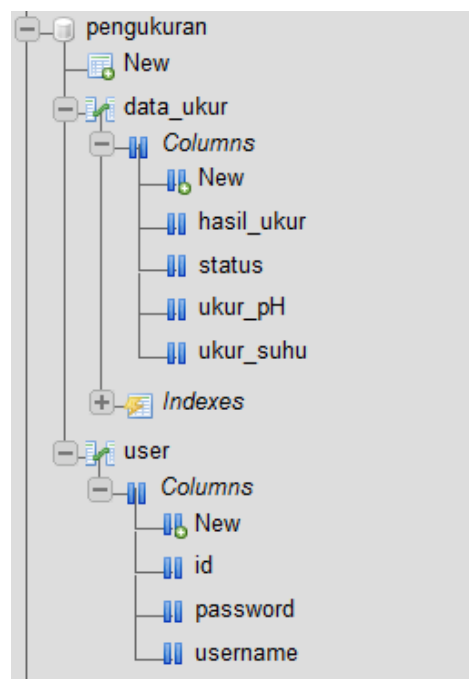 pengukuran
New
data_ukur
Columns
New
hasil_ukur
status
ukur_pH
ukur_suhu
Indexes
user
Columns
New
id
password
username